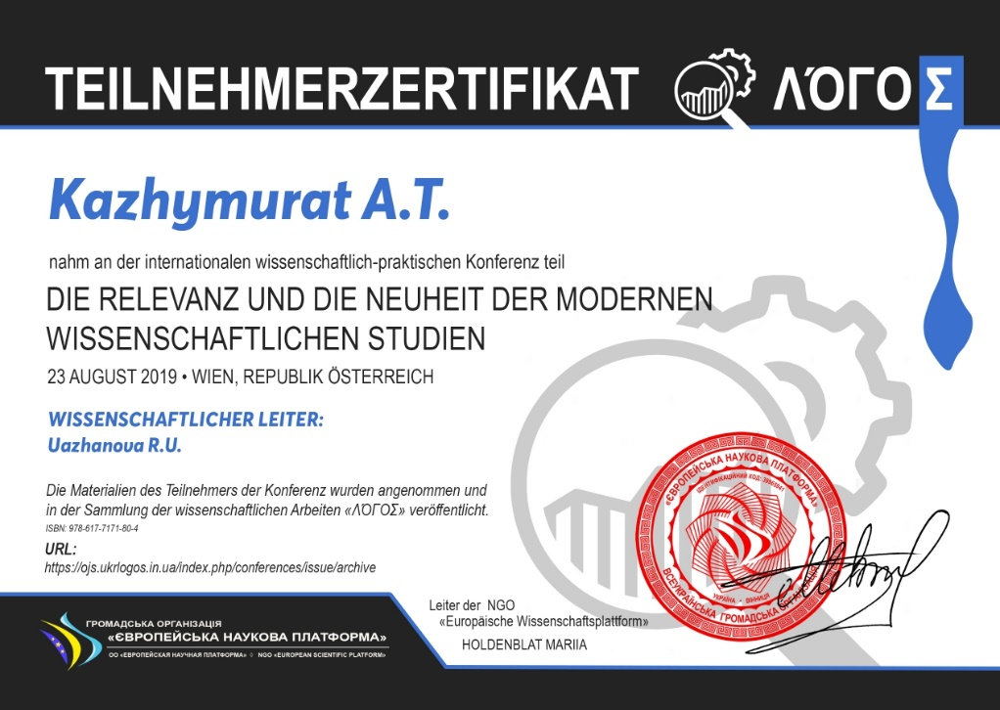 TEILNEHMERZERTIFIKAT
ΛΌΓΟΣ
Kazhymurat A.T.
nahm an der internationalen wissenschaftlich-praktischen Konferenz teil
DIE RELEVANZ UND DIE NEUHEIT DER MODERNEN
WISSENSCHAFTLICHEN STUDIEN
23 AUGUST 2019 • WIEN, REPUBLIK ÖSTERREICH
WISSENSCHAFTLICHER LEITER:
Uazhanova R.U.
Die Materialien des Teilnehmers der Konferenz wurden angenommen und
in der Sammlung der wissenschaftlichen Arbeiten «ΛΌΓΟΣ» veröffentlicht.
ISBN: 978-617-7171-80-4
URL:
https://ojs.ukrlogos.in.ua/index.php/conferences/issue/archive
«ЄВРОПЕЙСЬКА НАУКОВА ПЛАТФОРМА»
ІДЕНТИФІКАЦІЙНИЙ КОД:
УКРАЇНА - ВІННИЦЯ
ВСЕУКРАЇНСЬКА ГРОМАДСЬКА ОРГАНІЗАЦІЯ
Leiter der NGO
«Europäische Wissenschaftsplattform»
HOLDENBLAT MARIIA
ГРОМАДСЬКА ОРГАНІЗАЦІЯ
«ЄВРОПЕЙСЬКА НАУКОВА ПЛАТФОРМА»
ОО «ЕВРОПЕЙСКАЯ НАУЧНАЯ ПЛАТФОРМА» ◊ NGO «EUROPEAN SCIENTIFIC PLATFORM»